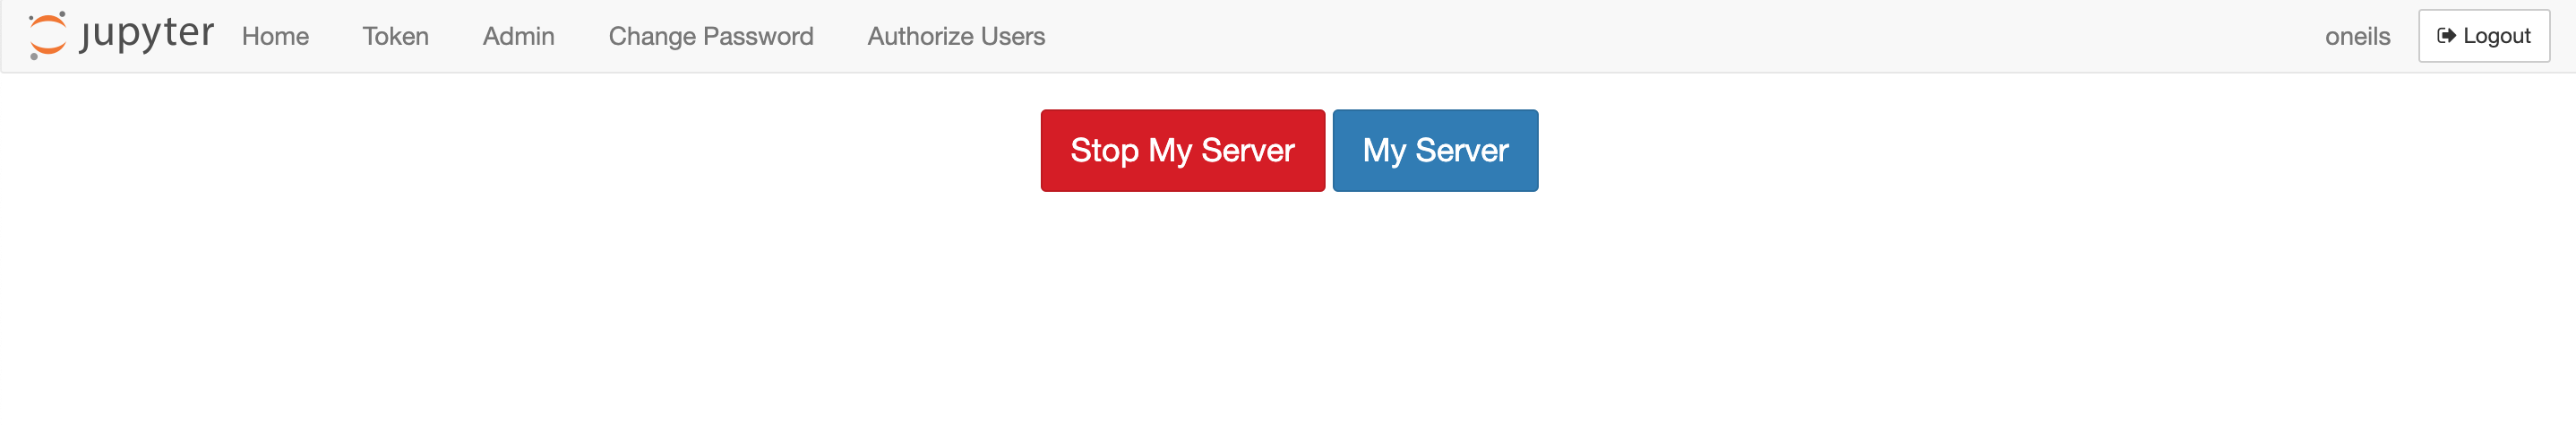 jupyter Home Token Admin Change Password Authorize Users oneils Logout
Stop My Server My Server